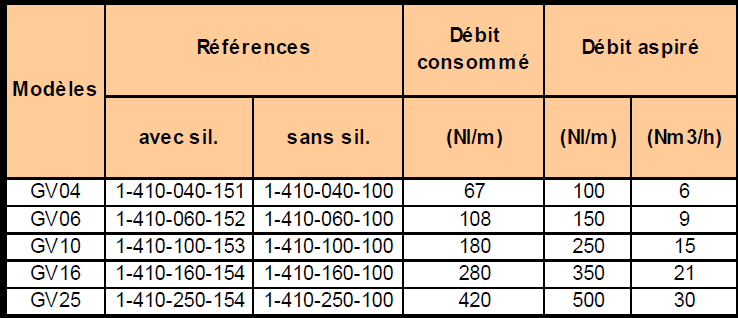 Modèles Références Débit consommé Débit aspiré
avec sil. sans sil. (Nl/m) (Nl/m) (Nm3/h)
GV04 1-410-040-151 1-410-040-100 67 100 6
GV06 1-410-060-152 1-410-060-100 108 150 9
GV10 1-410-100-153 1-410-100-100 180 250 15
GV16 1-410-160-154 1-410-160-100 280 350 21
GV25 1-410-250-154 1-410-250-100 420 500 30